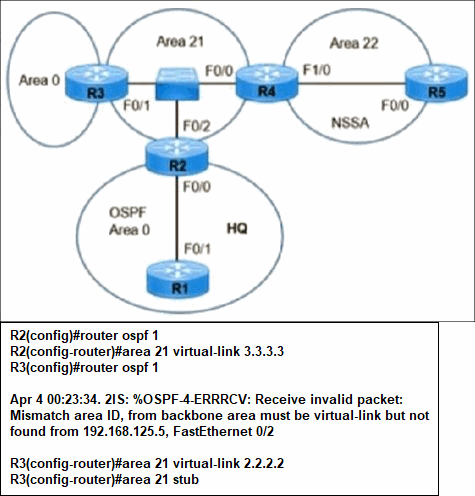 Area 21
Area 22
Area 0
F0/0
F1/0
R3
R4
R5
F0/1
F0/0
F0/2
NSSA
R2
F0/0
OSPF
Area 0
HQ
F0/1
R1
R2(config)#router ospf 1
R2(config-router)#area 21 virtual-link 3.3.3.3
R3(config)#router ospf 1
Apr 4 00:23:34. 2IS: %OSPF-4-ERRRCV: Receive invalid packet:
Mismatch area ID, from backbone area must be virtual-link but not
found from 192.168.125.5, FastEthernet 0/2
R3(config-router)#area 21 virtual-link 2.2.2.2
R3(config-router)#area 21 stub